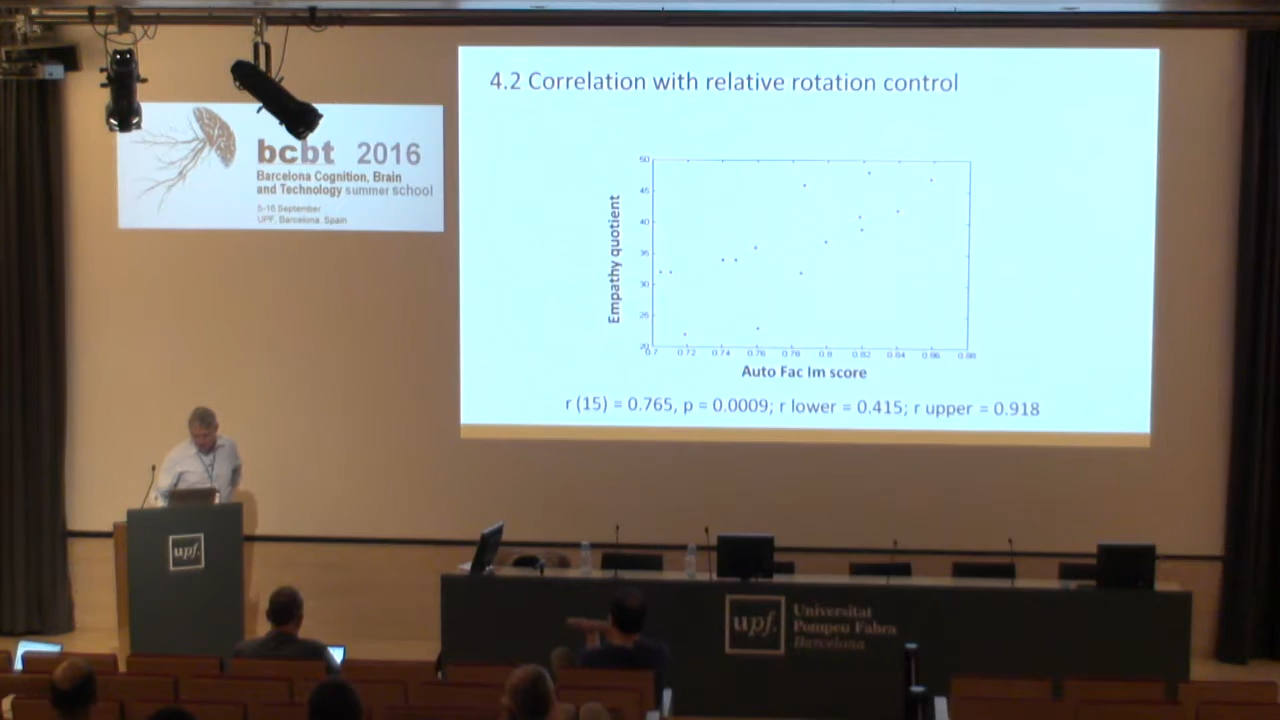 4.2 Correlation with relative rotation control
bcbt 2016
Barcelona Cognition, Brain
and Technology summer school
5-16 September
UPF, Barcelona, Spain
Empathy quotient
50
45
40
35
30
25
20
0.7 0.72 0.74 0.76 0.78 0.8 0.82 0.84 0.86 0.88
Auto Fac Im score
r (15) = 0.765, p = 0.0009; r lower = 0.415; r upper = 0.918
upf.
upf.
Universitat
Pompeu Fabra
Barcelona